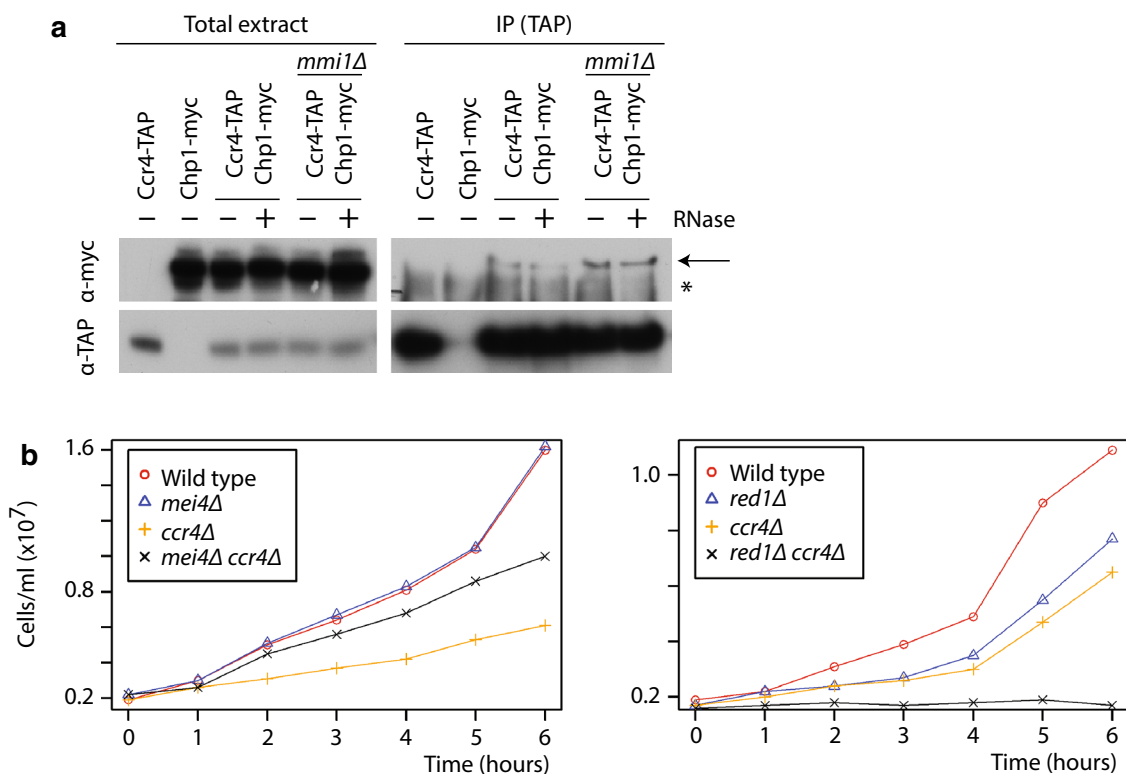 a
Total extract
IP (TAP)
mmi1Δ
mmi1Δ
Ccr4-TAP
Chp1-myc
Ccr4-TAP
Chp1-myc
Ccr4-TAP
Chp1-myc
Ccr4-TAP
Chp1-myc
Ccr4-TAP
Chp1-myc
Ccr4-TAP
Chp1-myc
− − − + − + − − − + − + RNase
α-myc
*
α-TAP
b
Cells/ml (x10⁷)
1.6
0.8
0.2
Wild type
mei4Δ
ccr4Δ
mei4Δ ccr4Δ
0 1 2 3 4 5 6
Time (hours)
1.0
0.2
Wild type
red1Δ
ccr4Δ
red1Δ ccr4Δ
0 1 2 3 4 5 6
Time (hours)